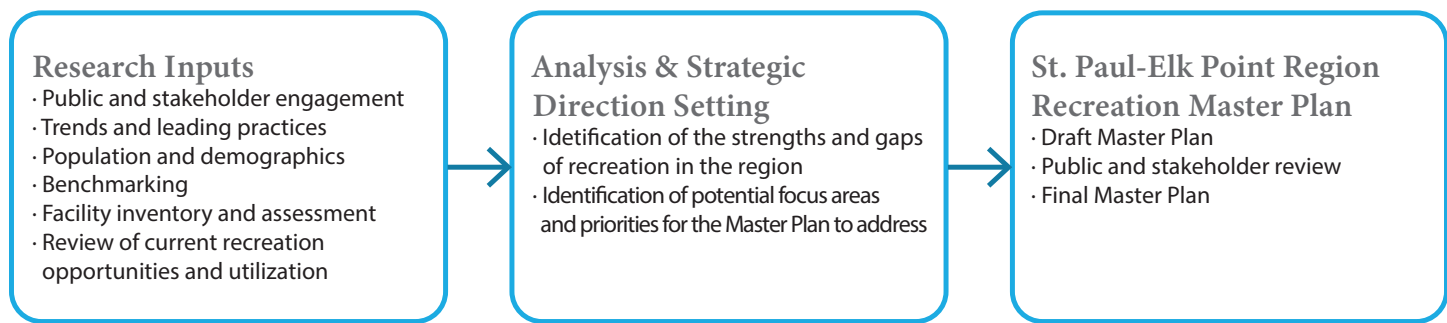 Research Inputs
· Public and stakeholder engagement
· Trends and leading practices
· Population and demographics
· Benchmarking
· Facility inventory and assessment
· Review of current recreation
opportunities and utilization
Analysis & Strategic
Direction Setting
· Idetification of the strengths and gaps
of recreation in the region
· Identification of potential focus areas
and priorities for the Master Plan to address
St. Paul-Elk Point Region
Recreation Master Plan
· Draft Master Plan
· Public and stakeholder review
· Final Master Plan